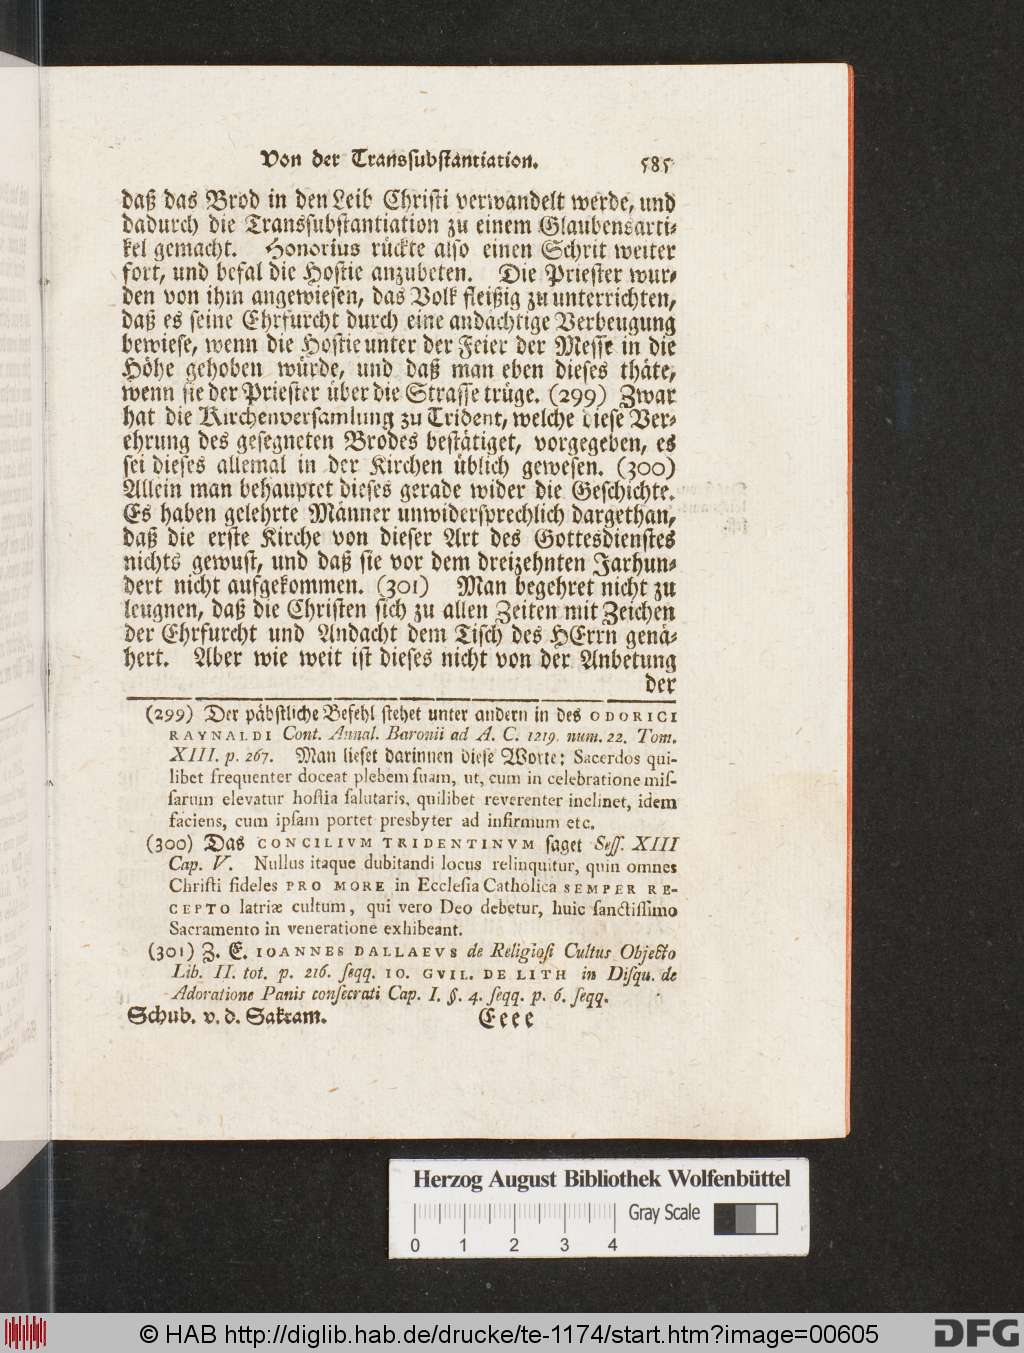 Von der Transsubstantiation. 585
daß das Brod in den Leib Christi verwandelt werde, und
dadurch die Transsubstantiation zu einem Glaubensarti-
kel gemacht. Honorius rückte also einen Schrit weiter
fort, und befal die Hostie anzubeten. Die Priester wur-
den von ihm angewiesen, das Volk fleißig zu unterrichten,
daß es seine Ehrfurcht durch eine andächtige Verbeugung
bewiese, wenn die Hostie unter der Feier der Messe in die
Höhe gehoben würde, und daß man eben dieses thäte,
wenn sie der Priester über die Strasse trüge. (299) Zwar
hat die Kirchenversamlung zu Trident, welche diese Ver-
ehrung des gesegneten Brodes bestätiget, vorgegeben, es
sei dieses allemal in der Kirchen üblich gewesen. (300)
Allein man behauptet dieses gerade wider die Geschichte.
Es haben gelehrte Männer unwidersprechlich dargethan,
daß die erste Kirche von dieser Art des Gottesdienstes
nichts gewust, und daß sie vor dem dreizehnten Jarhun-
dert nicht aufgekommen. (301) Man begehret nicht zu
leugnen, daß die Christen sich zu allen Zeiten mit Zeichen
der Ehrfurcht und Andacht dem Tisch des HErrn genä-
hert. Aber wie weit ist dieses nicht von der Anbetung
der
(299) Der päbstliche Befehl stehet unter andern in des ODORICI
RAYNALDI Cont. Annal. Baronii ad A. C. 1219. num. 22. Tom.
XIII. p. 267. Man lieset darinnen diese Worte: Sacerdos qui-
libet frequenter doceat plebem ſuam, ut, cum in celebratione miſ-
ſarum elevatur hoſtia ſalutaris, quilibet reverenter inclinet, idem
faciens, cum ipſam portet presbyter ad infirmum etc.
(300) Das CONCILIVM TRIDENTINVM saget Seſſ. XIII
Cap. V. Nullus itaque dubitandi locus relinquitur, quin omnes
Chriſti fideles PRO MORE in Eccleſia Catholica SEMPER RE-
CEPTO latriæ cultum, qui vero Deo debetur, huic ſanctiſſimo
Sacramento in veneratione exhibeant.
(301) Z. E. IOANNES DALLAEVS de Religioſi Cultus Objecto
Lib. II. tot. p. 216. ſeqq. IO. GVIL. DE LITH in Diſqu. de
Adoratione Panis conſecrati Cap. I. §. 4. ſeqq. p. 6. ſeqq.
Schub. v. d. Sakram. Eeee
Herzog August Bibliothek Wolfenbüttel
Gray Scale
0 1 2 3 4
© HAB http://diglib.hab.de/drucke/te-1174/start.htm?image=00605
DFG